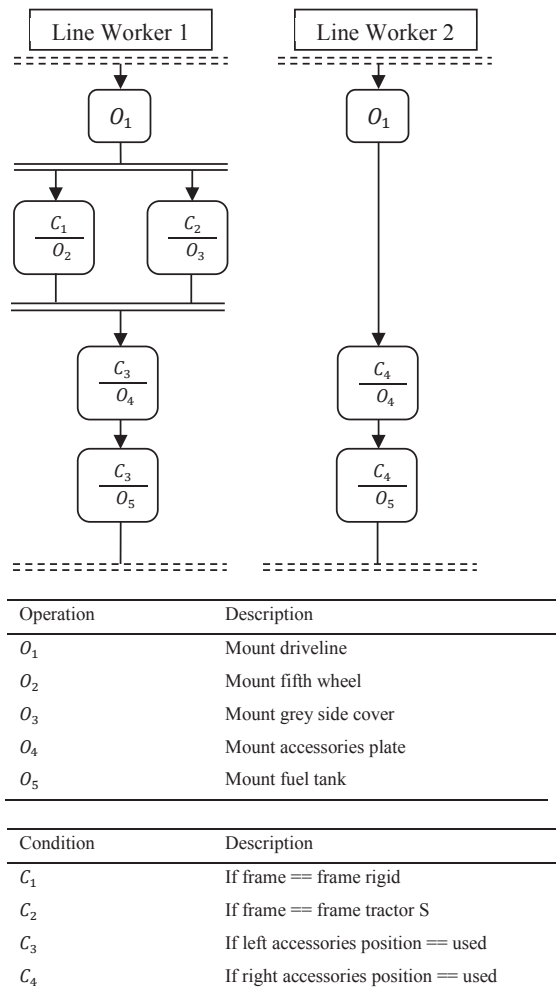 Line Worker 1
Line Worker 2
O₁
O₁
C₁
O₂
C₂
O₃
C₃
O₄
C₄
O₄
C₃
O₅
C₄
O₅
Operation Description
O₁ Mount driveline
O₂ Mount fifth wheel
O₃ Mount grey side cover
O₄ Mount accessories plate
O₅ Mount fuel tank
Condition Description
C₁ If frame == frame rigid
C₂ If frame == frame tractor S
C₃ If left accessories position == used
C₄ If right accessories position == used